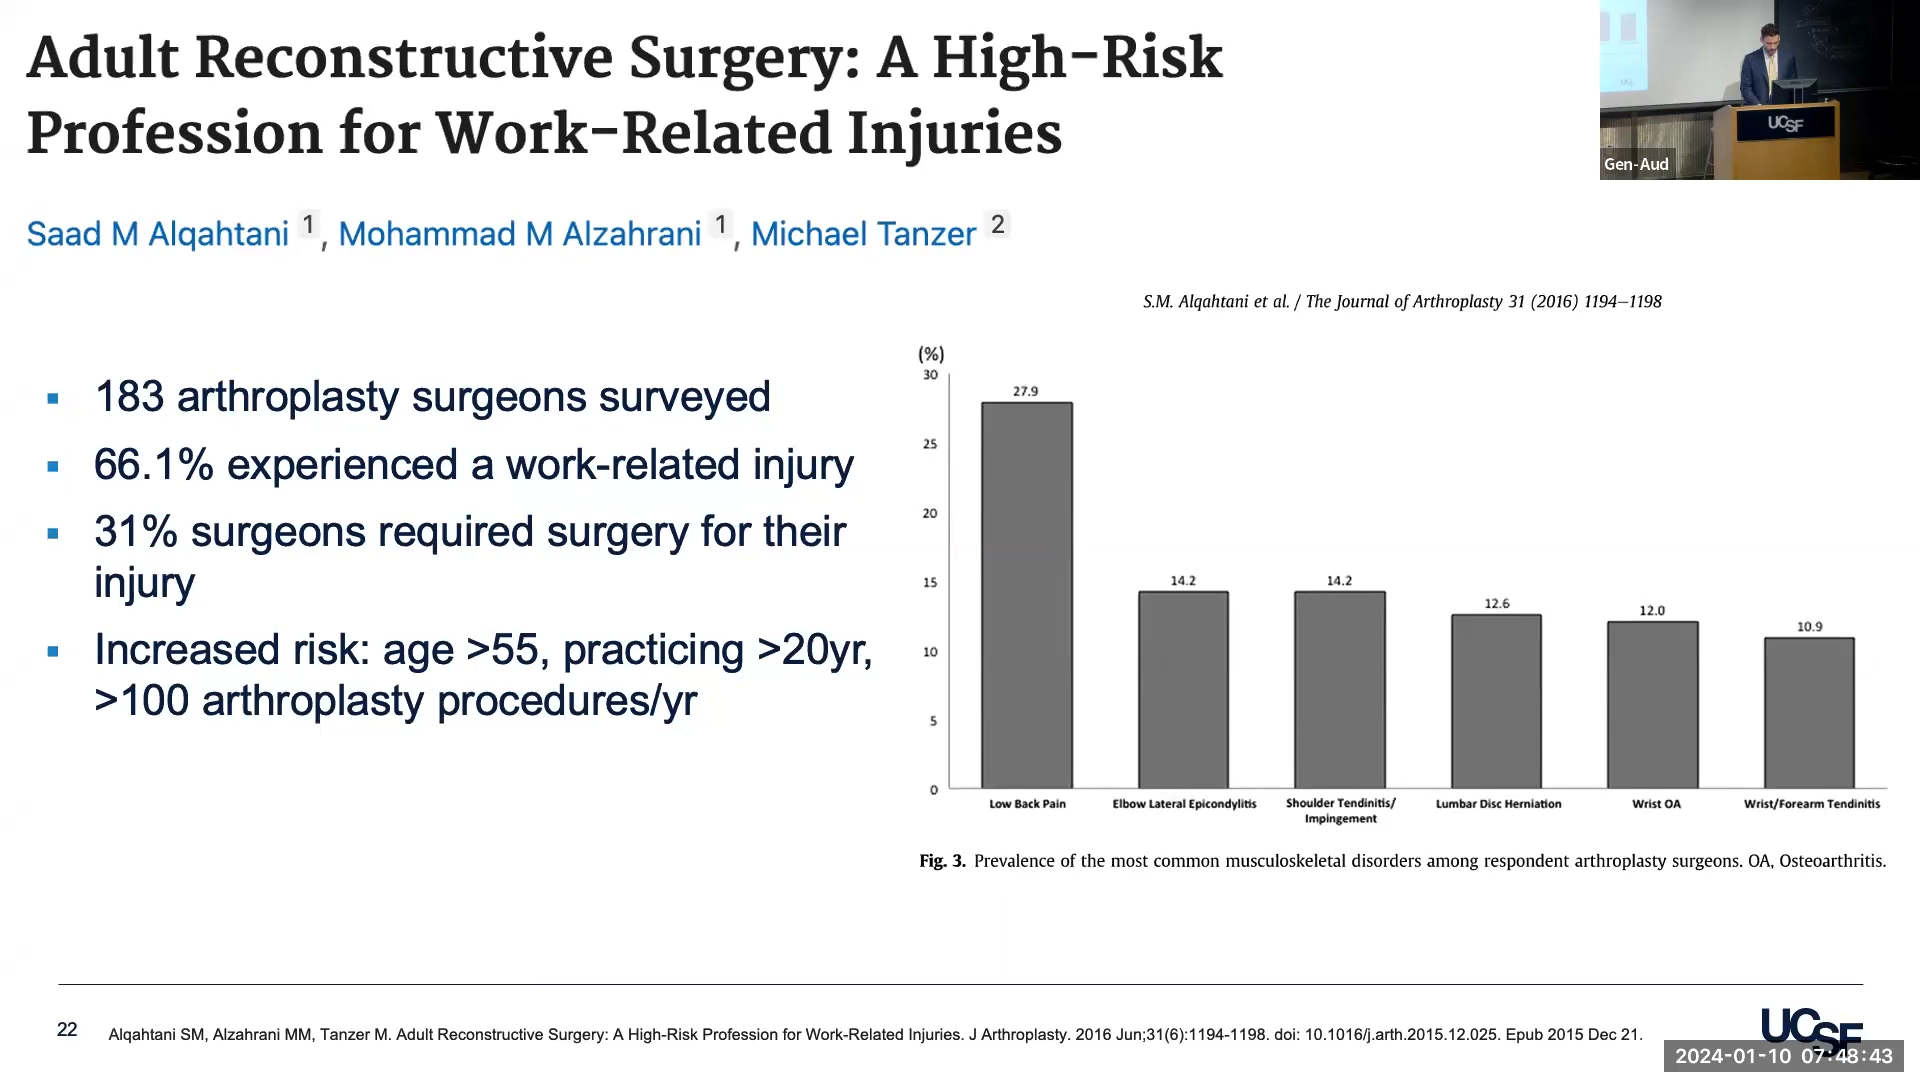 Adult Reconstructive Surgery: A High-Risk
Profession for Work-Related Injuries
Saad M Alqahtani 1, Mohammad M Alzahrani 1, Michael Tanzer 2
UCSF
Gen-Aud
S.M. Alqahtani et al. / The Journal of Arthroplasty 31 (2016) 1194–1198
▪ 183 arthroplasty surgeons surveyed
▪ 66.1% experienced a work-related injury
▪ 31% surgeons required surgery for their
injury
▪ Increased risk: age >55, practicing >20yr,
>100 arthroplasty procedures/yr
(%)
30
25
20
15
10
5
0
27.9
14.2
14.2
12.6
12.0
10.9
Low Back Pain
Elbow Lateral Epicondylitis
Shoulder Tendinitis/
Impingement
Lumbar Disc Herniation
Wrist OA
Wrist/Forearm Tendinitis
Fig. 3. Prevalence of the most common musculoskeletal disorders among respondent arthroplasty surgeons. OA, Osteoarthritis.
22
Alqahtani SM, Alzahrani MM, Tanzer M. Adult Reconstructive Surgery: A High-Risk Profession for Work-Related Injuries. J Arthroplasty. 2016 Jun;31(6):1194-1198. doi: 10.1016/j.arth.2015.12.025. Epub 2015 Dec 21.
UCSF
2024-01-10 07:48:43